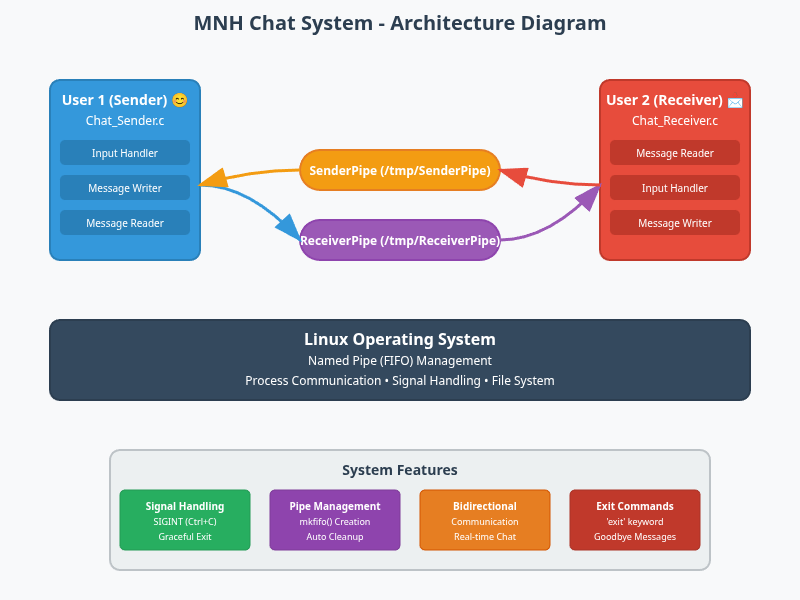 MNH Chat System - Architecture Diagram
User 1 (Sender) 😊
Chat_Sender.c
Input Handler
Message Writer
Message Reader
SenderPipe (/tmp/SenderPipe)
ReceiverPipe (/tmp/ReceiverPipe)
User 2 (Receiver) 📩
Chat_Receiver.c
Message Reader
Input Handler
Message Writer
Linux Operating System
Named Pipe (FIFO) Management
Process Communication • Signal Handling • File System
System Features
Signal Handling
SIGINT (Ctrl+C)
Graceful Exit
Pipe Management
mkfifo() Creation
Auto Cleanup
Bidirectional
Communication
Real-time Chat
Exit Commands
'exit' keyword
Goodbye Messages